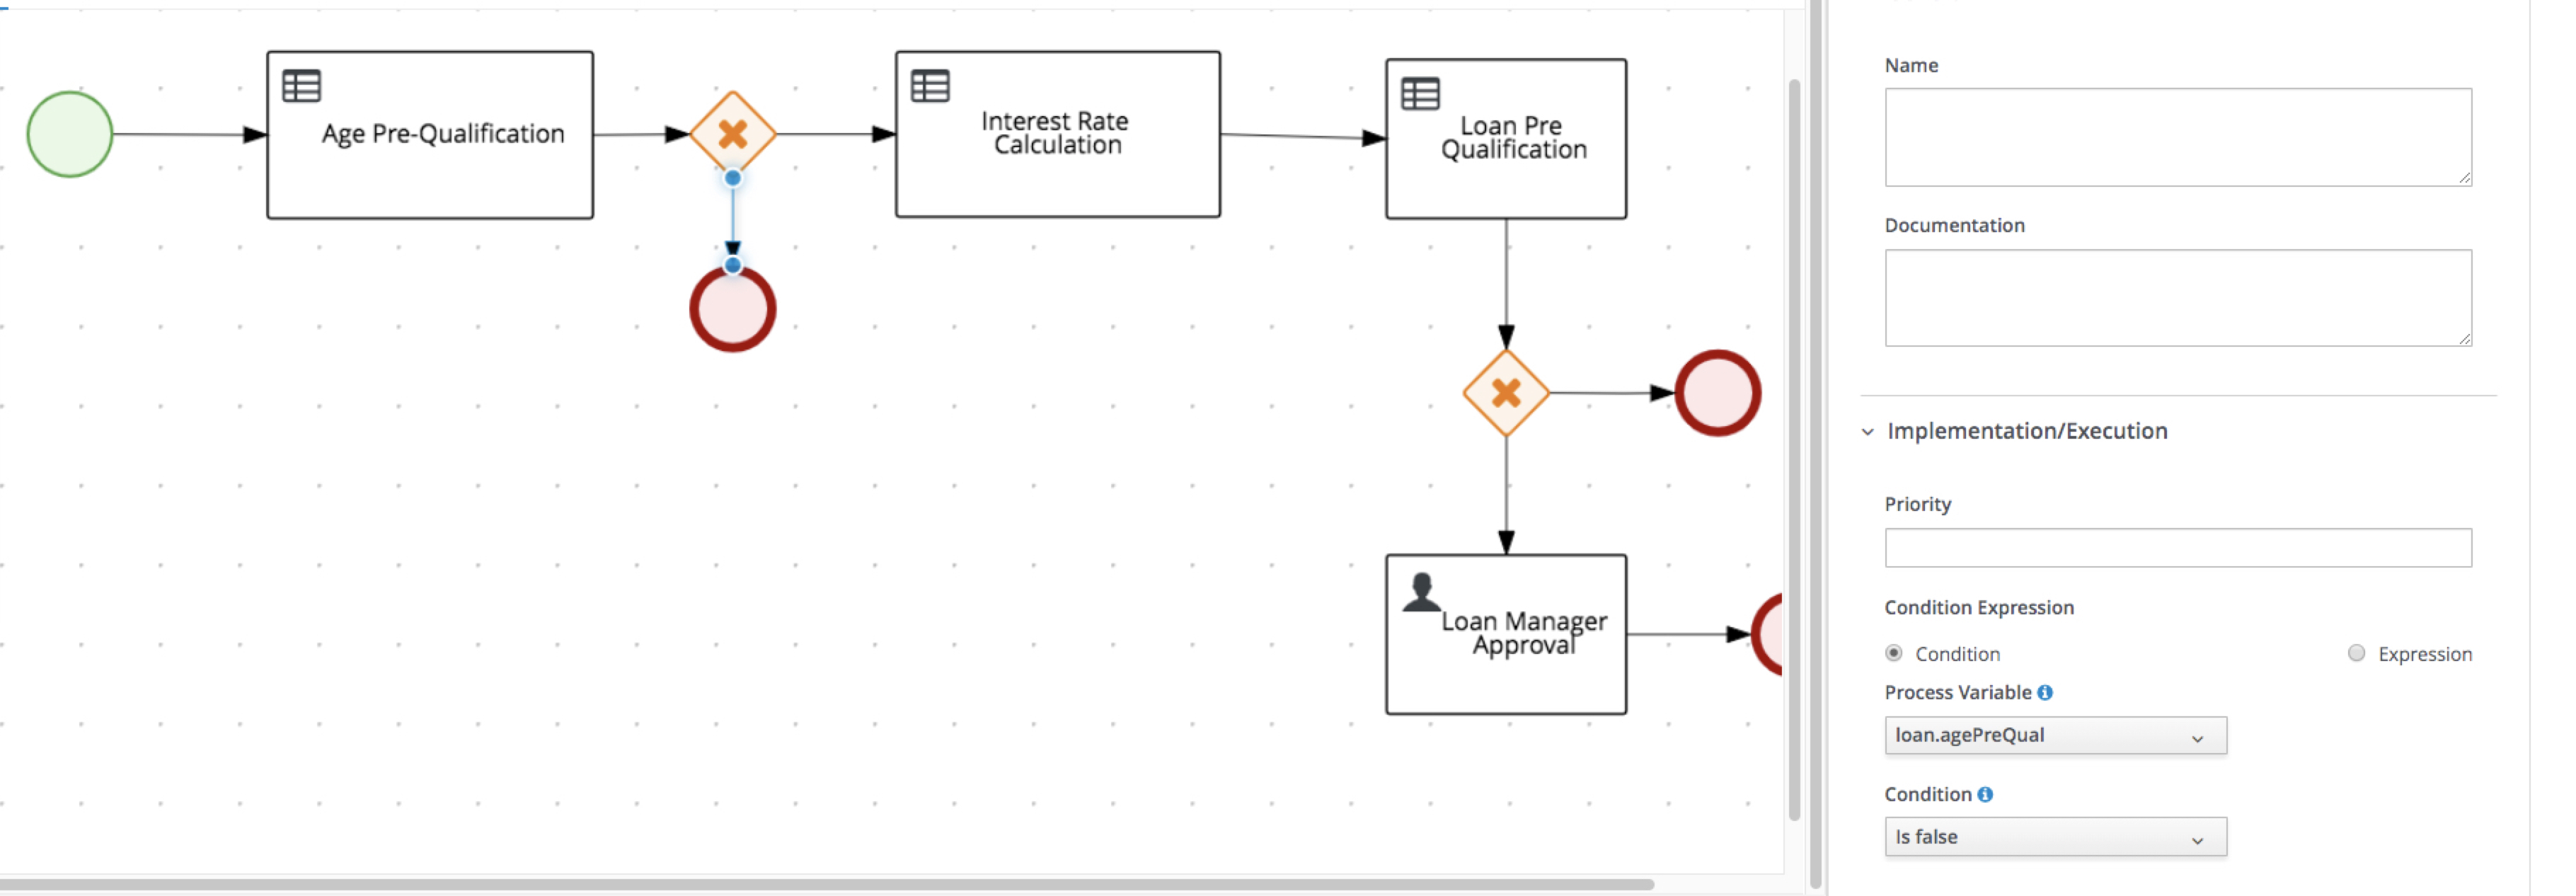 Age Pre-Qualification
Interest Rate
Calculation
Loan Pre
Qualification
Loan Manager
Approval
Name
Documentation
Implementation/Execution
Priority
Condition Expression
Condition
Expression
Process Variable
loan.agePreQual
Condition
Is false